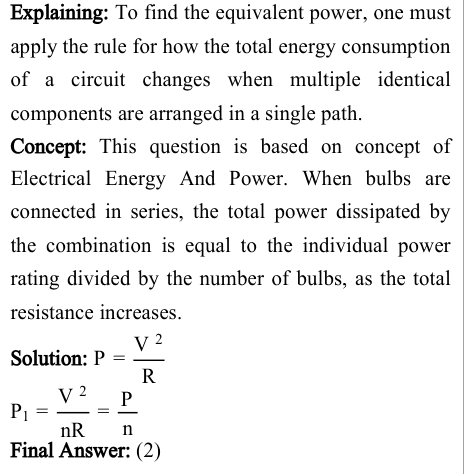 Explaining: To find the equivalent power, one must
apply the rule for how the total energy consumption
of a circuit changes when multiple identical
components are arranged in a single path.
Concept: This question is based on concept of
Electrical Energy And Power. When bulbs are
connected in series, the total power dissipated by
the combination is equal to the individual power
rating divided by the number of bulbs, as the total
resistance increases.
Solution: P = V²/R
P₁ = V²/nR = P/n
Final Answer: (2)